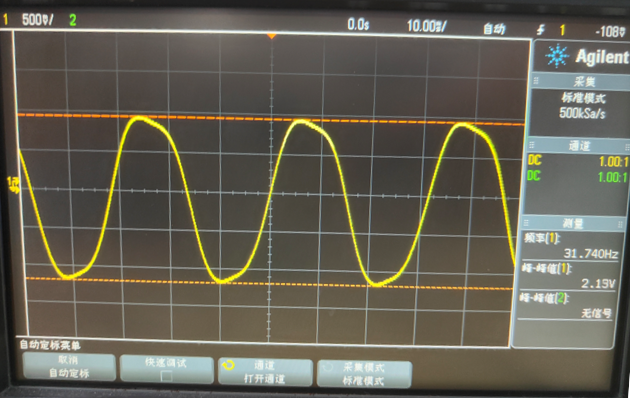 1 500mV/ 2 0.0s 10.00ms/ 自动 1 -108mV
Agilent
采集
标准模式
500kSa/s
通道
DC 1.00:1
DC 1.00:1
测量
频率(1):
31.740Hz
峰-峰值(1):
2.13V
峰-峰值(2):
无信号
自动定标菜单
取消
自动定标
快速调试
通道
打开通道
采集模式
标准模式